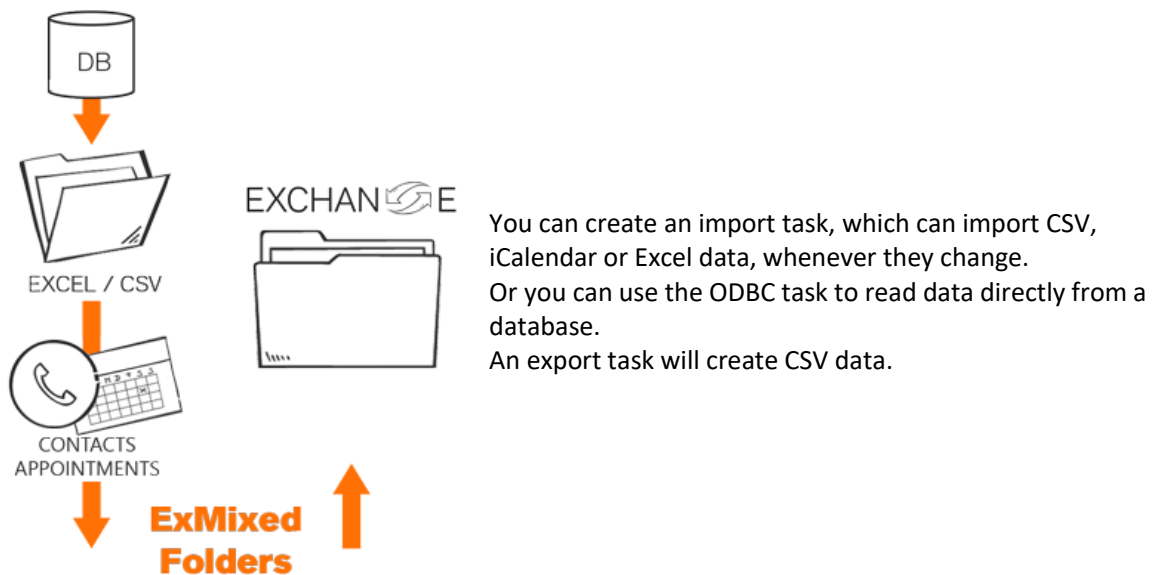 DB
EXCEL / CSV
CONTACTS
APPOINTMENTS
ExMixed
Folders
EXCHANGE
You can create an import task, which can import CSV,
iCalendar or Excel data, whenever they change.
Or you can use the ODBC task to read data directly from a
database.
An export task will create CSV data.